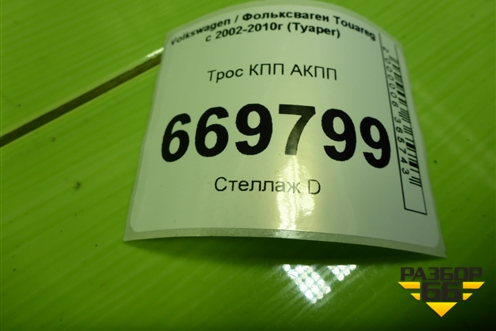 Volkswagen / Фольксваген Touareg
с 2002-2010г (Туарег)
Трос КПП АКПП
669799
Стеллаж D
РАЗБОР
66